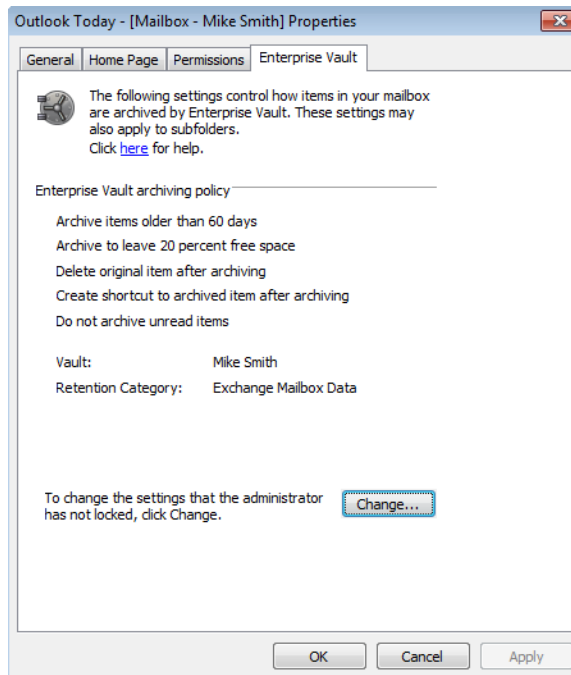 Outlook Today - [Mailbox - Mike Smith] Properties
General Home Page Permissions Enterprise Vault
The following settings control how items in your mailbox
are archived by Enterprise Vault. These settings may
also apply to subfolders.
Click here for help.
Enterprise Vault archiving policy
Archive items older than 60 days
Archive to leave 20 percent free space
Delete original item after archiving
Create shortcut to archived item after archiving
Do not archive unread items
Vault: Mike Smith
Retention Category: Exchange Mailbox Data
To change the settings that the administrator
has not locked, click Change.
Change...
OK Cancel Apply